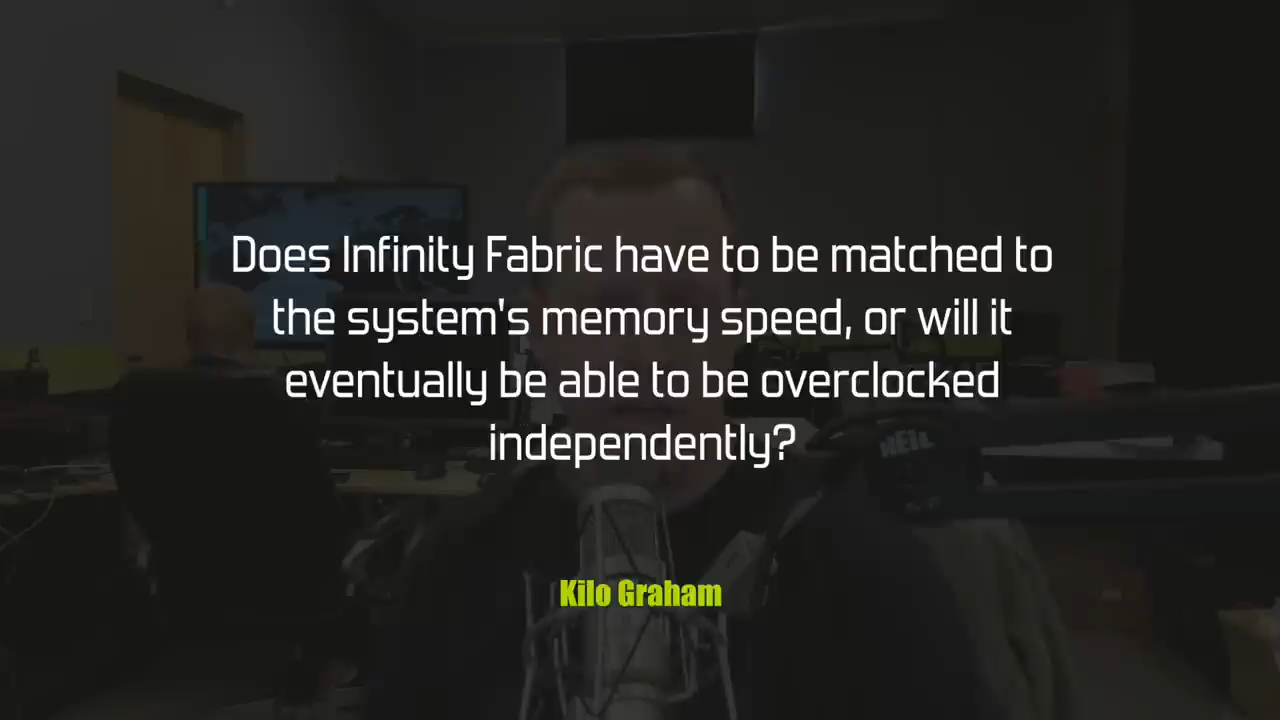 Does Infinity Fabric have to be matched to
the system's memory speed, or will it
eventually be able to be overclocked
independently?
HEIL
Kilo Graham